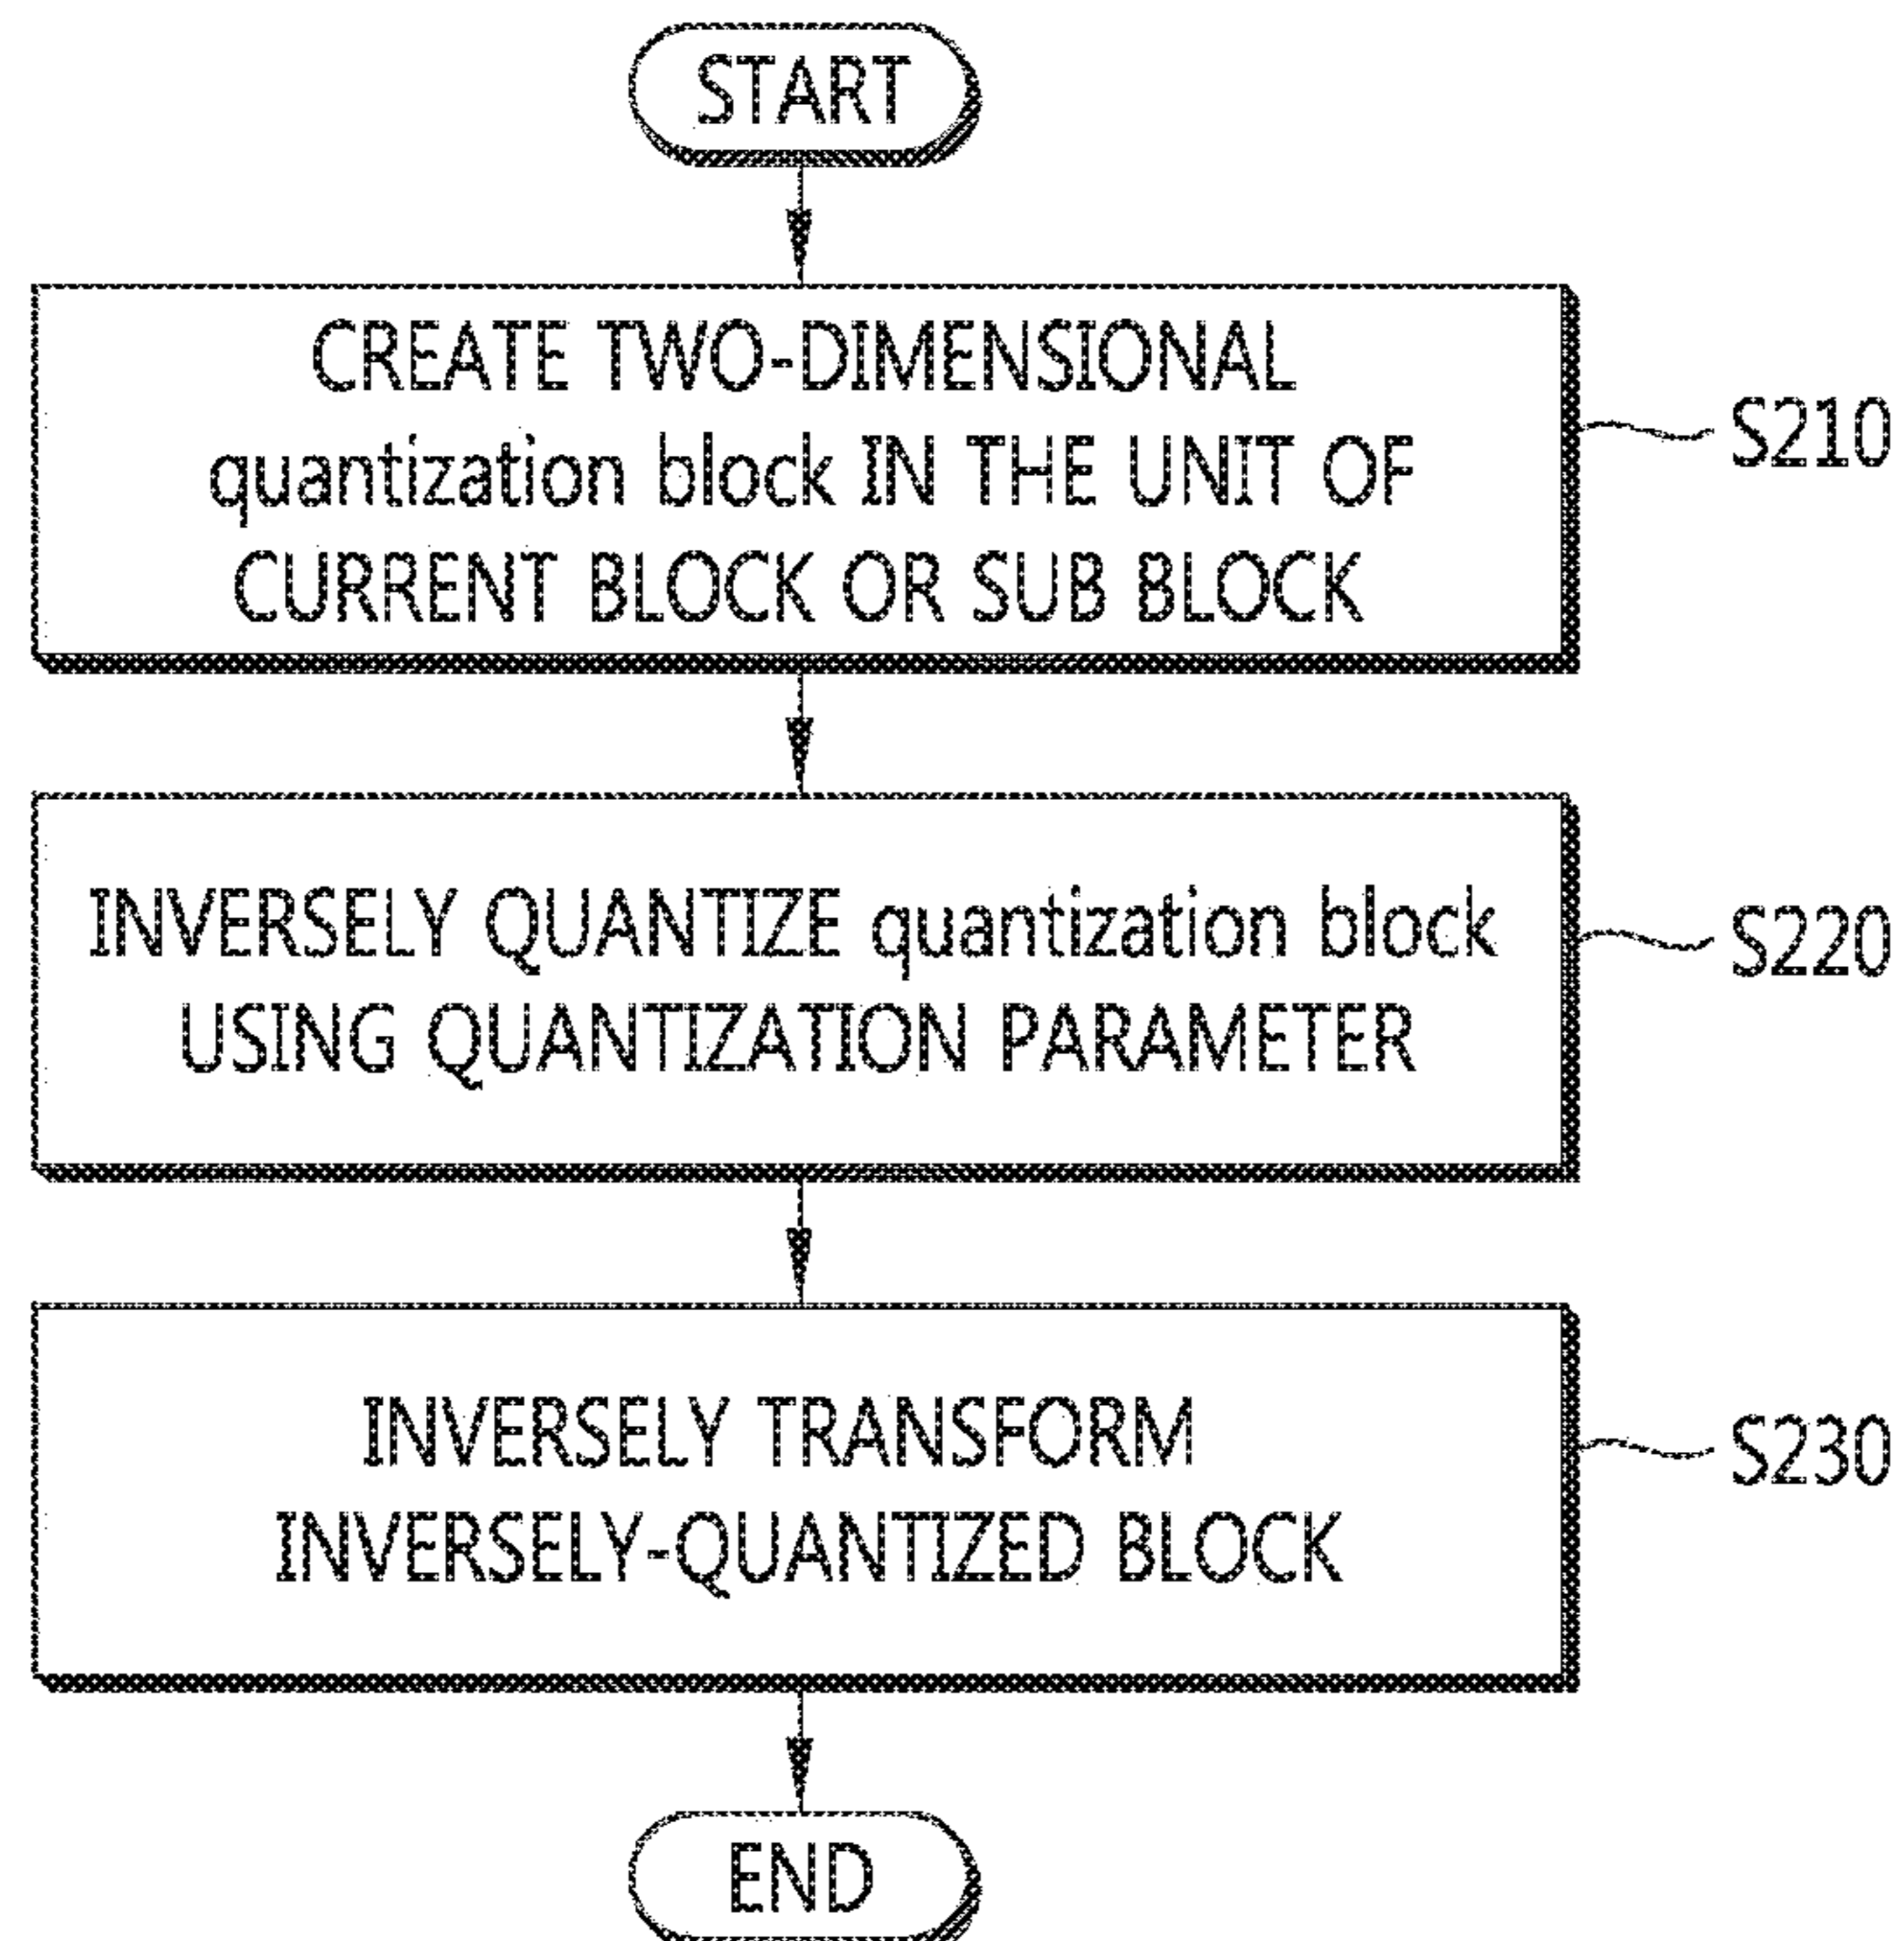 START
CREATE TWO-DIMENSIONAL
quantization block IN THE UNIT OF
CURRENT BLOCK OR SUB BLOCK
S210
INVERSELY QUANTIZE quantization block
USING QUANTIZATION PARAMETER
S220
INVERSELY TRANSFORM
INVERSELY-QUANTIZED BLOCK
S230
END